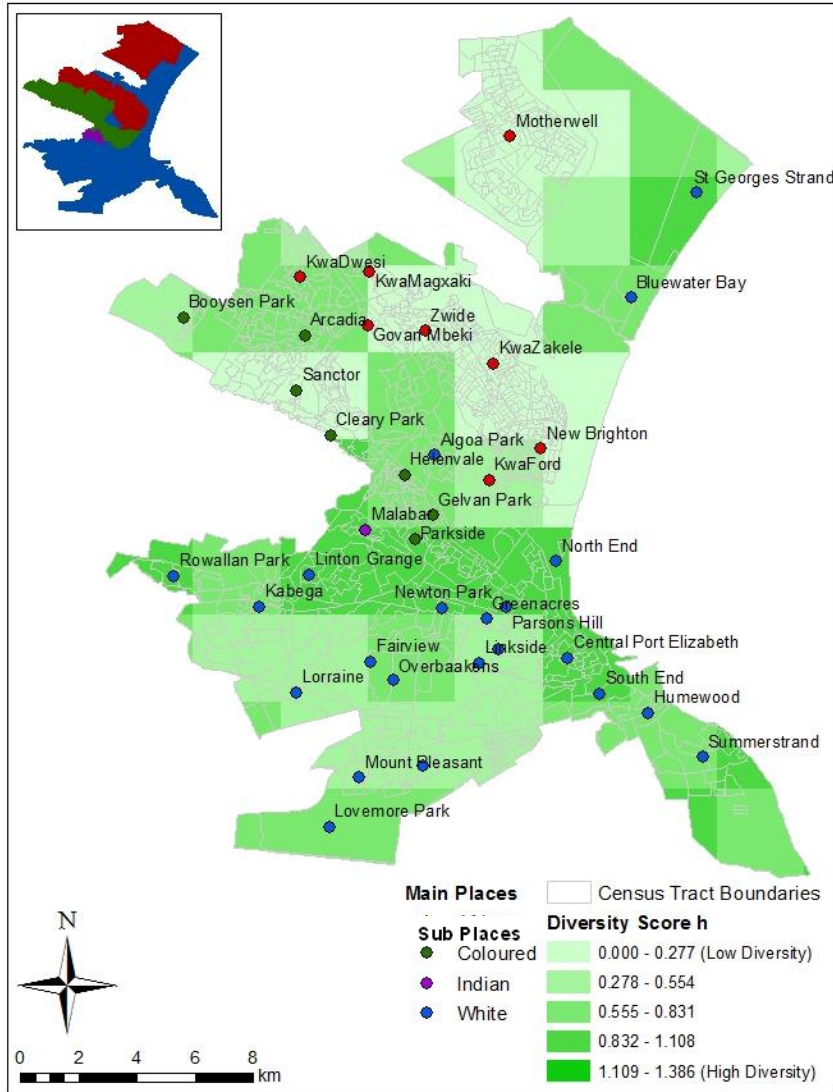 Motherwell
St Georges Strand
KwaDwesi
KwaMagxaki
Bluewater Bay
Booysen Park
Arcadia
Zwide
Govan Mbeki
KwaZakele
Sanctor
Cleary Park
Algoa Park
New Brighton
Helenvale
KwaFord
Gelvan Park
Malabar
Parkside
North End
Rowallan Park
Linton Grange
Kabega
Newton Park
Greenacres
Parsons Hill
Central Port Elizabeth
Fairview
Linkside
Overbaakens
Lorraine
South End
Humewood
Mount Pleasant
Summerstrand
Lovemore Park
Main Places
Census Tract Boundaries
Sub Places
Diversity Score h
Coloured
0.000 - 0.277 (Low Diversity)
Indian
0.278 - 0.554
White
0.555 - 0.831
0.832 - 1.108
1.109 - 1.386 (High Diversity)
N
0 2 4 6 8
km